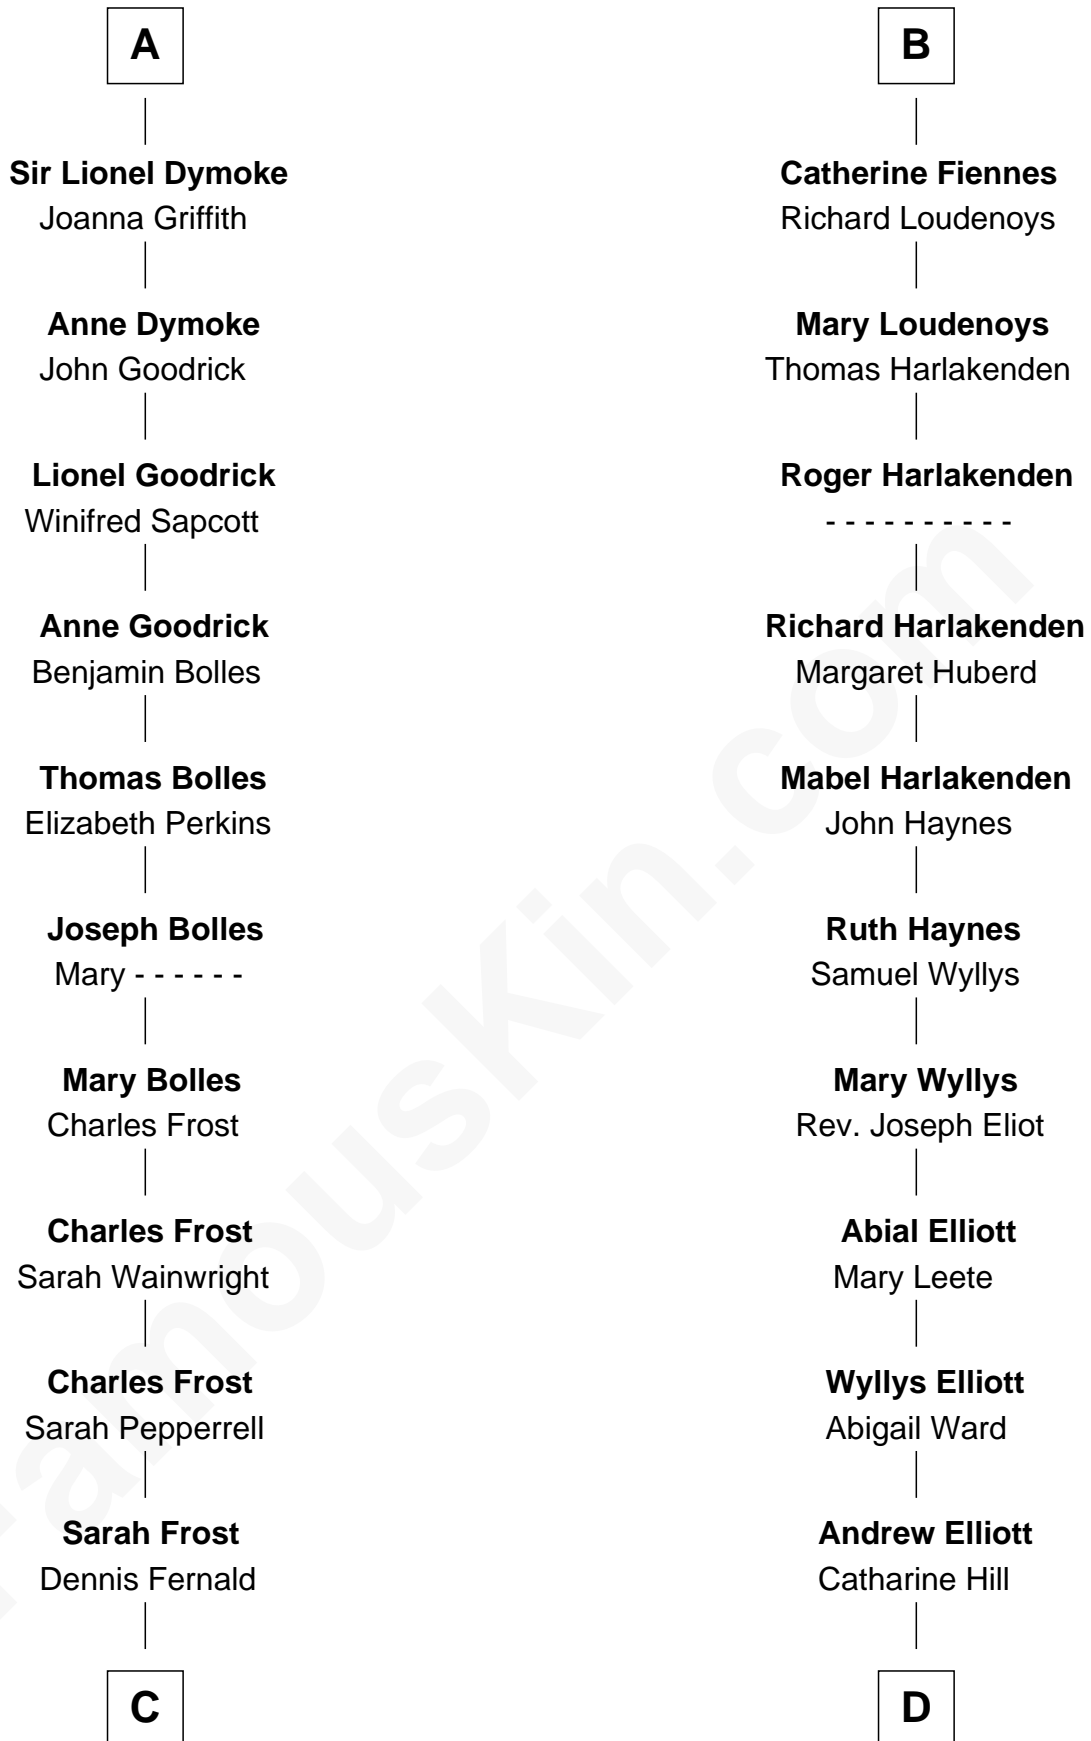 A
Sir Lionel Dymoke
Joanna Griffith
Anne Dymoke
John Goodrick
Lionel Goodrick
Winifred Sapcott
Anne Goodrick
Benjamin Bolles
Thomas Bolles
Elizabeth Perkins
Joseph Bolles
Mary - - - - - -
Mary Bolles
Charles Frost
Charles Frost
Sarah Wainwright
Charles Frost
Sarah Pepperrell
Sarah Frost
Dennis Fernald
C
B
Catherine Fiennes
Richard Loudenoys
Mary Loudenoys
Thomas Harlakenden
Roger Harlakenden
- - - - - - - - - -
Richard Harlakenden
Margaret Huberd
Mabel Harlakenden
John Haynes
Ruth Haynes
Samuel Wyllys
Mary Wyllys
Rev. Joseph Eliot
Abial Elliott
Mary Leete
Wyllys Elliott
Abigail Ward
Andrew Elliott
Catharine Hill
D
FamousKin.com